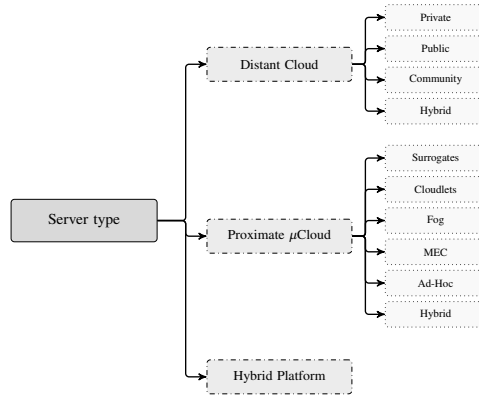 Private
Public
Distant Cloud
Community
Hybrid
Surrogates
Cloudlets
Server type
Fog
Proximate μCloud
MEC
Ad-Hoc
Hybrid
Hybrid Platform